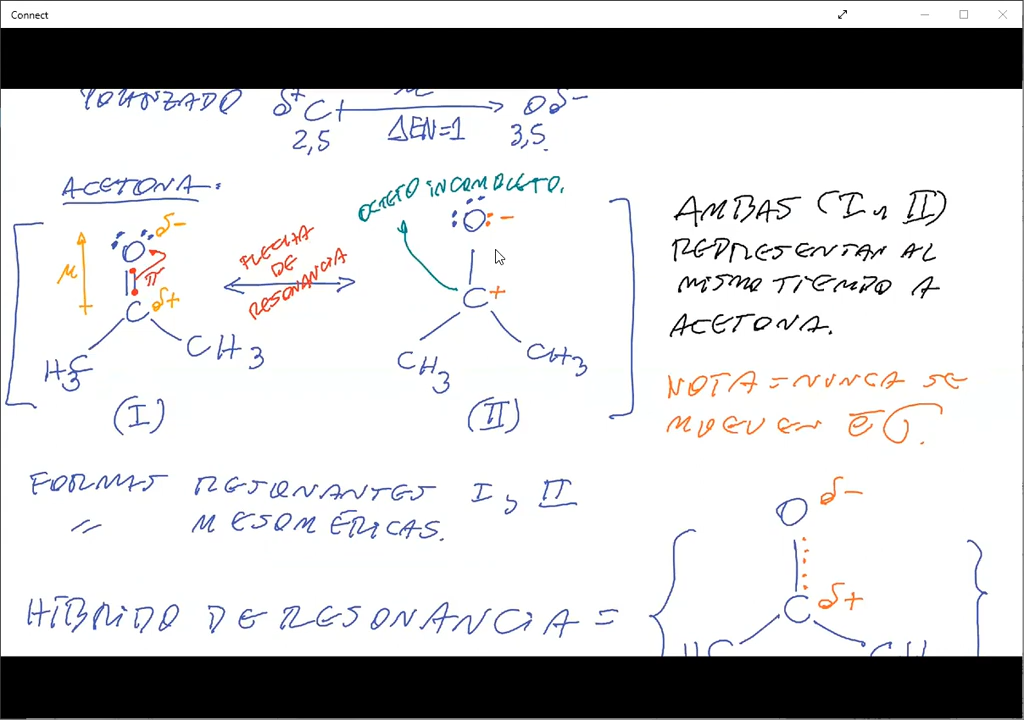 Connect
δ+ C
O δ-
2,5
ΔEN=1
3,5.
ACETONA:
OCTETO INCOMPLETO.
O δ-
μ
π
C δ+
H3C
CH3
(I)
FLECHA
DE
RESONANCIA
O -
C+
CH3
CH3
(II)
AMBAS (I y II)
REPRESENTAN AL
MISMO TIEMPO A
ACETONA.
NOTA = NUNCA SE
MUEVEN e̅ σ.
FORMAS RESONANTES I y II
" MESOMÉRICAS.
HÍBRIDO DE RESONANCIA =
O δ-
C δ+